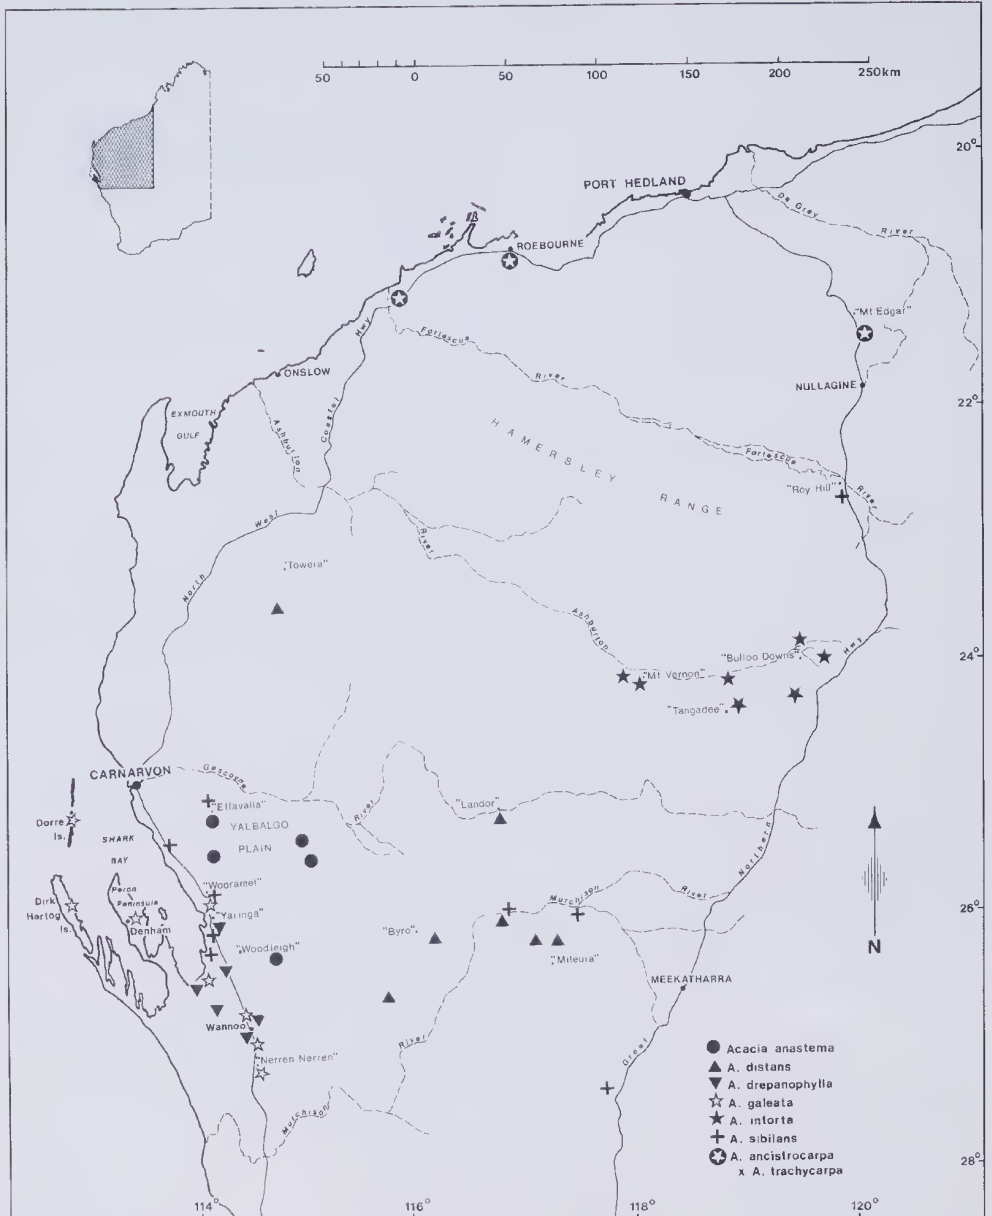 50 0 50 100 150 200 250km
20°
PORT HEDLAND
De Grey
River
ROEBOURNE
"Mt Edgar"
Hwy
Fortescue
River
ONSLOW
NULLAGINE
22°
EXMOUTH
GULF
Ashburton
Coastal
HAMERSLEY RANGE
Fortescue
River
"Roy Hill"
West
North
River
"Towera"
Ashburton
"Bulloo Downs"
Hwy
24°
"Mt Vernon"
"Tangadee"
CARNARVON
Gascoyne
River
"Ellavalla"
"Landor"
Dorre
Is.
SHARK
BAY
YALBALGO
PLAIN
Northern
"Wooramel"
Peron
Peninsula
Murchison
River
Dirk
Hartog
Is.
Denham
"Yaringa"
"Byro"
26°
"Woodleigh"
"Mileura"
N
MEEKATHARRA
Wannoo
River
Great
"Nerren Nerren"
Murchison
Acacia anastema
A. distans
A. drepanophylla
A. galeata
A. intorta
A. sibilans
A. ancistrocarpa
x A. trachycarpa
28°
114° 116° 118° 120°